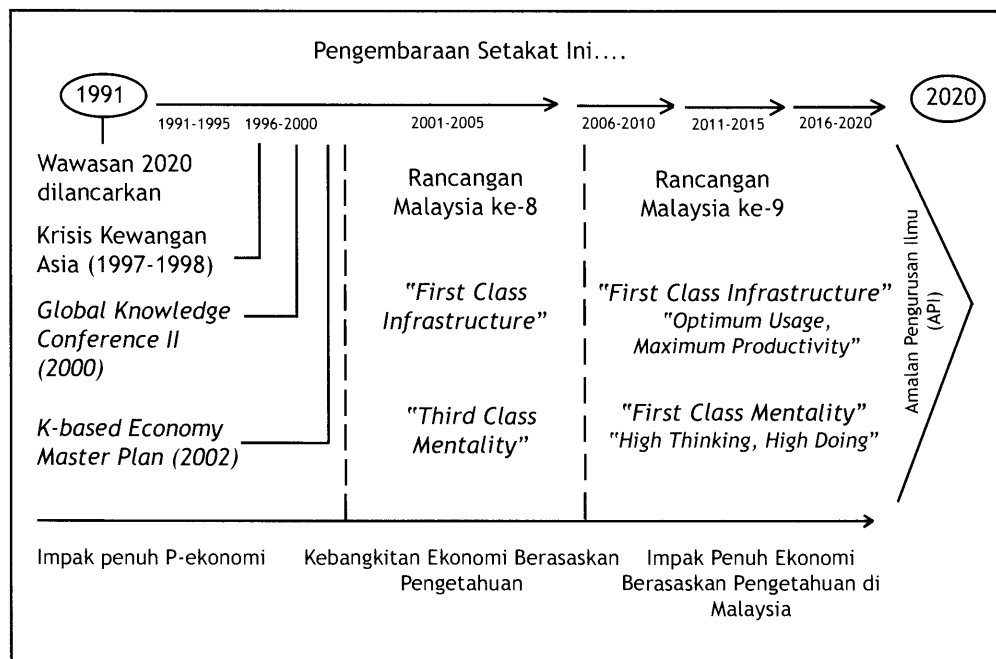 Pengembaraan Setakat Ini....
1991
2020
1991-1995
1996-2000
2001-2005
2006-2010
2011-2015
2016-2020
Wawasan 2020
dilancarkan
Krisis Kewangan
Asia (1997-1998)
Global Knowledge
Conference II
(2000)
K-based Economy
Master Plan (2002)
Rancangan
Malaysia ke-8
"First Class
Infrastructure"
"Third Class
Mentality"
Rancangan
Malaysia ke-9
"First Class Infrastructure"
"Optimum Usage,
Maximum Productivity"
"First Class Mentality"
"High Thinking, High Doing"
Amalan Pengurusan Ilmu
(API)
Impak penuh P-ekonomi
Kebangkitan Ekonomi Berasaskan
Pengetahuan
Impak Penuh Ekonomi
Berasaskan Pengetahuan di
Malaysia